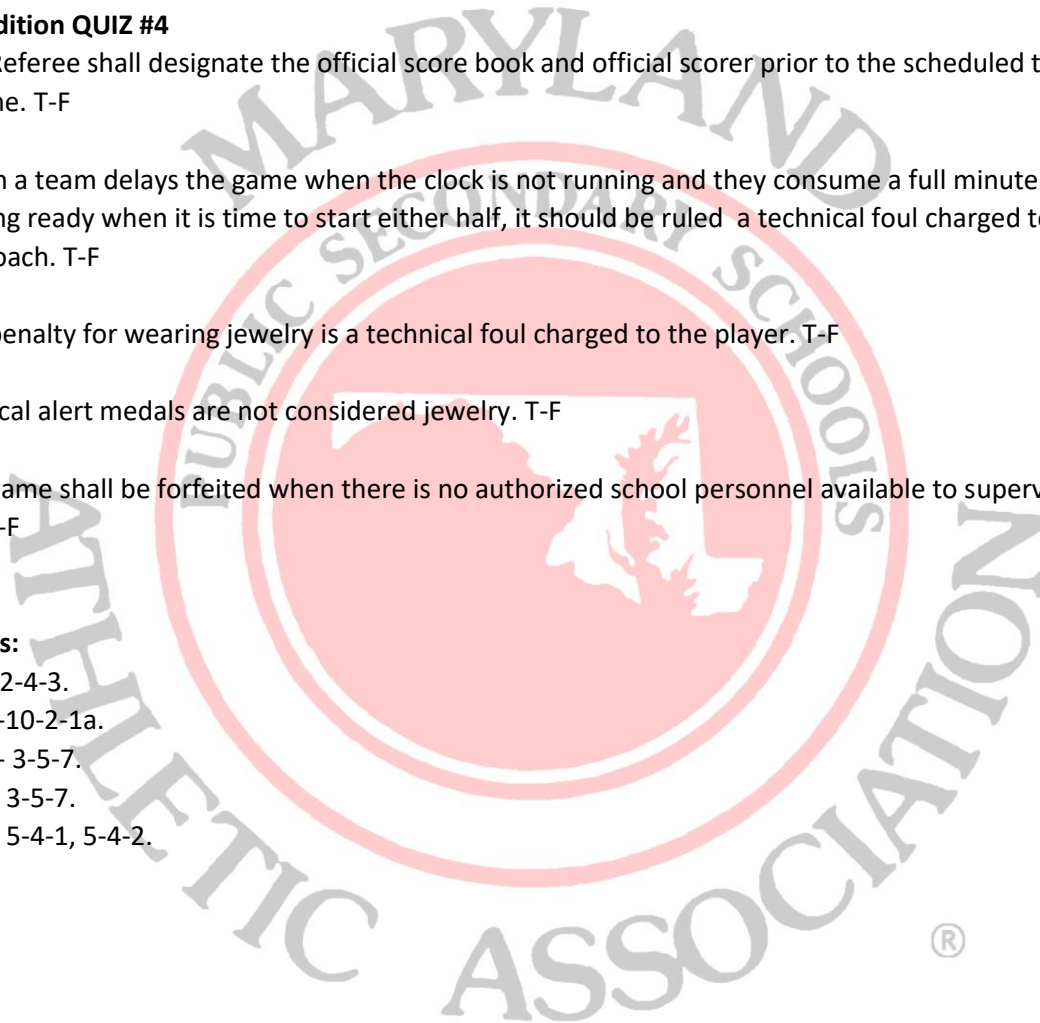 dition QUIZ #4
Referee shall designate the official score book and official scorer prior to the scheduled t
ne. T-F
n a team delays the game when the clock is not running and they consume a full minute
ng ready when it is time to start either half, it should be ruled  a technical foul charged to
oach. T-F
penalty for wearing jewelry is a technical foul charged to the player. T-F
cal alert medals are not considered jewelry. T-F
game shall be forfeited when there is no authorized school personnel available to superv
-F
s:
2-4-3.
-10-2-1a.
- 3-5-7.
3-5-7.
5-4-1, 5-4-2.
MARYLAND
PUBLIC SECONDARY SCHOOLS
ATHLETIC ASSOCIATION
®